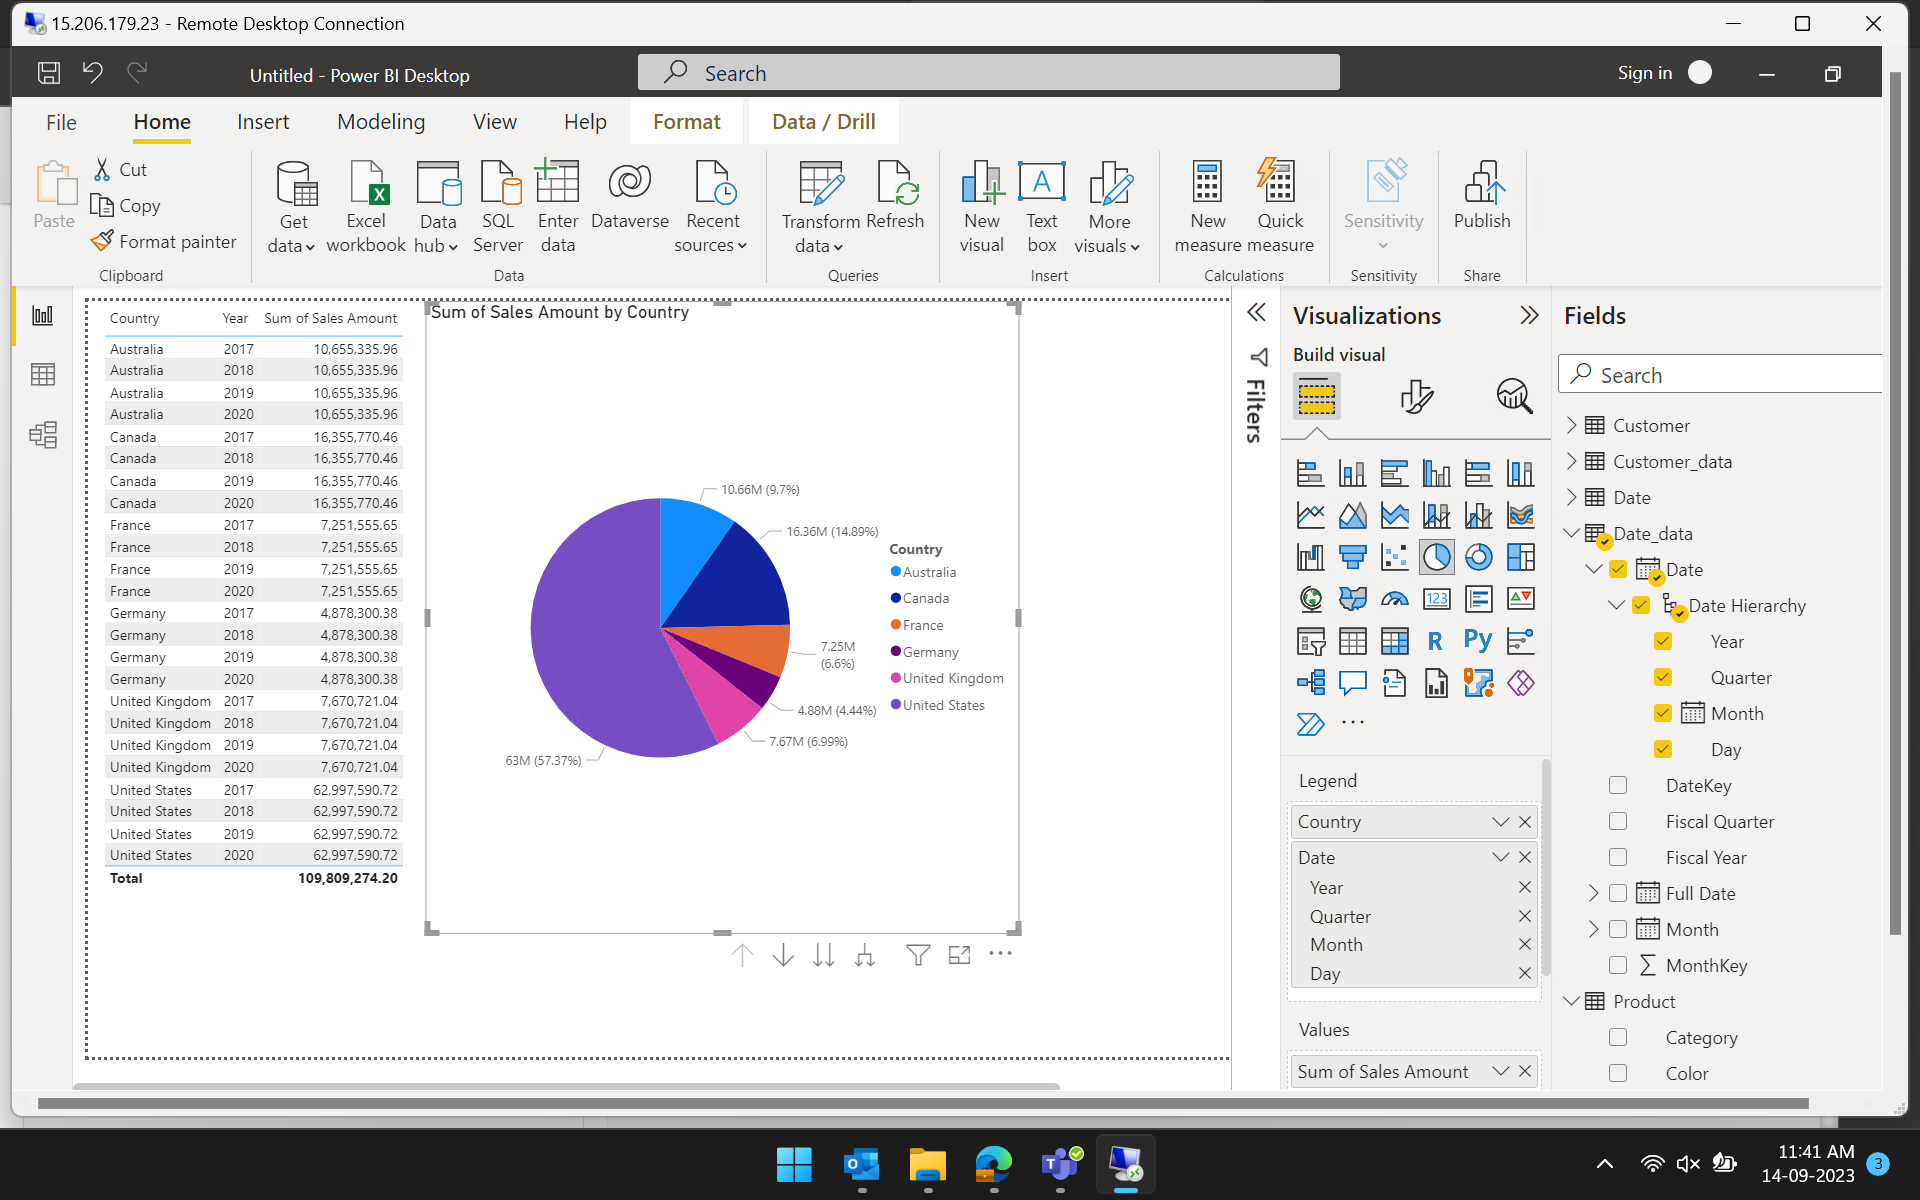 15.206.179.23 - Remote Desktop Connection
Untitled - Power BI Desktop
Search
Sign in
File
Home
Insert
Modeling
View
Help
Format
Data / Drill
Paste
Cut
Copy
Format painter
Clipboard
Get data
Excel workbook
Data hub
SQL Server
Enter data
Dataverse
Recent sources
Data
Transform data
Refresh
Queries
New visual
Text box
More visuals
Insert
New measure
Quick measure
Calculations
Sensitivity
Sensitivity
Publish
Share
Country Year Sum of Sales Amount
Australia 2017 10,655,335.96
Australia 2018 10,655,335.96
Australia 2019 10,655,335.96
Australia 2020 10,655,335.96
Canada 2017 16,355,770.46
Canada 2018 16,355,770.46
Canada 2019 16,355,770.46
Canada 2020 16,355,770.46
France 2017 7,251,555.65
France 2018 7,251,555.65
France 2019 7,251,555.65
France 2020 7,251,555.65
Germany 2017 4,878,300.38
Germany 2018 4,878,300.38
Germany 2019 4,878,300.38
Germany 2020 4,878,300.38
United Kingdom 2017 7,670,721.04
United Kingdom 2018 7,670,721.04
United Kingdom 2019 7,670,721.04
United Kingdom 2020 7,670,721.04
United States 2017 62,997,590.72
United States 2018 62,997,590.72
United States 2019 62,997,590.72
United States 2020 62,997,590.72
Total 109,809,274.20
Sum of Sales Amount by Country
10.66M (9.7%)
16.36M (14.89%)
7.25M
(6.6%)
4.88M (4.44%)
7.67M (6.99%)
63M (57.37%)
Country
Australia
Canada
France
Germany
United Kingdom
United States
Filters
Visualizations
Build visual
123
R
Py
Legend
Country
Date
Year
Quarter
Month
Day
Values
Sum of Sales Amount
Fields
Search
Customer
Customer_data
Date
Date_data
Date
Date Hierarchy
Year
Quarter
Month
Day
DateKey
Fiscal Quarter
Fiscal Year
Full Date
Month
MonthKey
Product
Category
Color
11:41 AM
14-09-2023
3